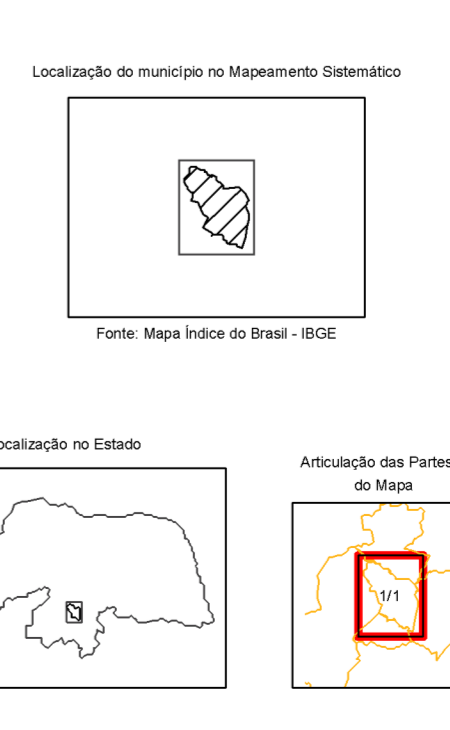 Localização do município no Mapeamento Sistemático
Fonte: Mapa Índice do Brasil - IBGE
ocalização no Estado
Articulação das Partes
do Mapa
1/1